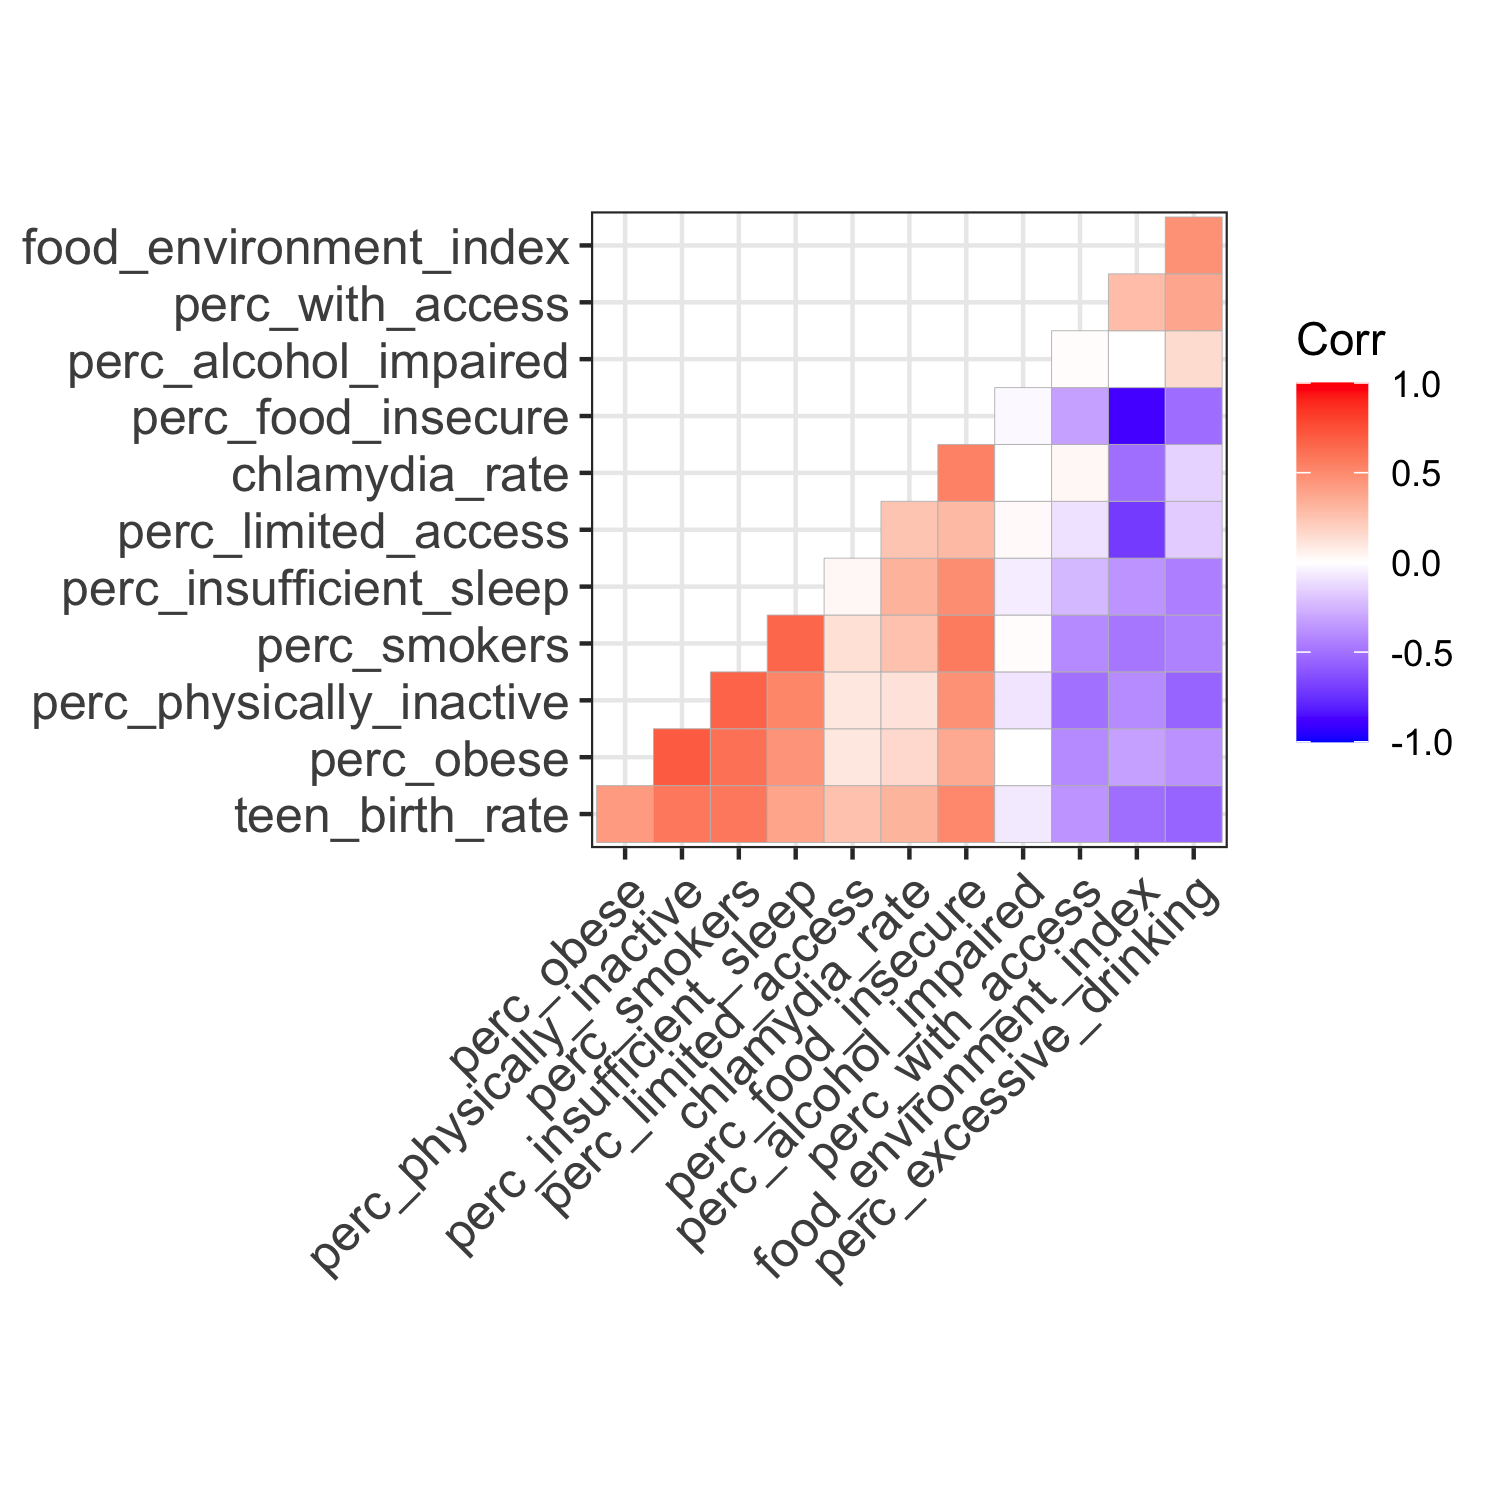 food_environment_index
perc_with_access
perc_alcohol_impaired
perc_food_insecure
chlamydia_rate
perc_limited_access
perc_insufficient_sleep
perc_smokers
perc_physically_inactive
perc_obese
teen_birth_rate
perc_obese
perc_physically_inactive
perc_smokers
perc_insufficient_sleep
perc_limited_access
chlamydia_rate
perc_food_insecure
perc_alcohol_impaired
perc_with_access
food_environment_index
perc_excessive_drinking
Corr
1.0
0.5
0.0
-0.5
-1.0